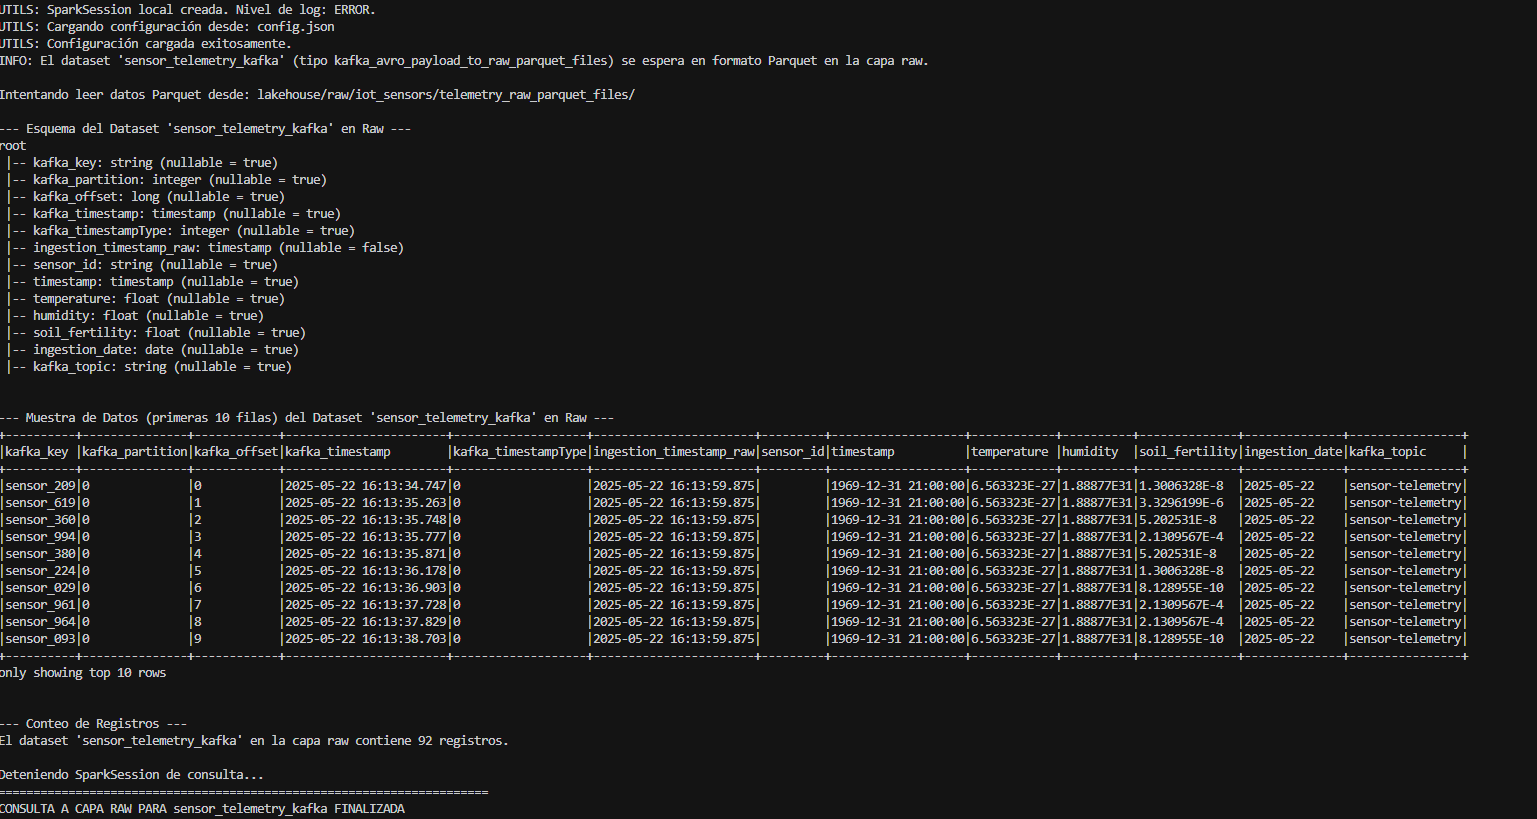 UTILS: SparkSession local creada. Nivel de log: ERROR.
UTILS: Cargando configuración desde: config.json
UTILS: Configuración cargada exitosamente.
INFO: El dataset 'sensor_telemetry_kafka' (tipo kafka_avro_payload_to_raw_parquet_files) se espera en formato Parquet en la capa raw.
Intentando leer datos Parquet desde: lakehouse/raw/iot_sensors/telemetry_raw_parquet_files/
--- Esquema del Dataset 'sensor_telemetry_kafka' en Raw ---
root
|-- kafka_key: string (nullable = true)
|-- kafka_partition: integer (nullable = true)
|-- kafka_offset: long (nullable = true)
|-- kafka_timestamp: timestamp (nullable = true)
|-- kafka_timestampType: integer (nullable = true)
|-- ingestion_timestamp_raw: timestamp (nullable = false)
|-- sensor_id: string (nullable = true)
|-- timestamp: timestamp (nullable = true)
|-- temperature: float (nullable = true)
|-- humidity: float (nullable = true)
|-- soil_fertility: float (nullable = true)
|-- ingestion_date: date (nullable = true)
|-- kafka_topic: string (nullable = true)
--- Muestra de Datos (primeras 10 filas) del Dataset 'sensor_telemetry_kafka' en Raw ---
+----------+---------------+------------+-----------------------+-------------------+-----------------------+---------+-------------------+------------+----------+--------------+--------------+----------------+
|kafka_key |kafka_partition|kafka_offset|kafka_timestamp        |kafka_timestampType|ingestion_timestamp_raw|sensor_id|timestamp          |temperature |humidity  |soil_fertility|ingestion_date|kafka_topic     |
+----------+---------------+------------+-----------------------+-------------------+-----------------------+---------+-------------------+------------+----------+--------------+--------------+----------------+
|sensor_209|0              |0           |2025-05-22 16:13:34.747|0                  |2025-05-22 16:13:59.875|         |1969-12-31 21:00:00|6.563323E-27|1.88877E31|1.3006328E-8  |2025-05-22    |sensor-telemetry|
|sensor_619|0              |1           |2025-05-22 16:13:35.263|0                  |2025-05-22 16:13:59.875|         |1969-12-31 21:00:00|6.563323E-27|1.88877E31|3.3296199E-6  |2025-05-22    |sensor-telemetry|
|sensor_360|0              |2           |2025-05-22 16:13:35.748|0                  |2025-05-22 16:13:59.875|         |1969-12-31 21:00:00|6.563323E-27|1.88877E31|5.202531E-8   |2025-05-22    |sensor-telemetry|
|sensor_994|0              |3           |2025-05-22 16:13:35.777|0                  |2025-05-22 16:13:59.875|         |1969-12-31 21:00:00|6.563323E-27|1.88877E31|2.1309567E-4  |2025-05-22    |sensor-telemetry|
|sensor_380|0              |4           |2025-05-22 16:13:35.871|0                  |2025-05-22 16:13:59.875|         |1969-12-31 21:00:00|6.563323E-27|1.88877E31|5.202531E-8   |2025-05-22    |sensor-telemetry|
|sensor_224|0              |5           |2025-05-22 16:13:36.178|0                  |2025-05-22 16:13:59.875|         |1969-12-31 21:00:00|6.563323E-27|1.88877E31|1.3006328E-8  |2025-05-22    |sensor-telemetry|
|sensor_029|0              |6           |2025-05-22 16:13:36.903|0                  |2025-05-22 16:13:59.875|         |1969-12-31 21:00:00|6.563323E-27|1.88877E31|8.128955E-10  |2025-05-22    |sensor-telemetry|
|sensor_961|0              |7           |2025-05-22 16:13:37.728|0                  |2025-05-22 16:13:59.875|         |1969-12-31 21:00:00|6.563323E-27|1.88877E31|2.1309567E-4  |2025-05-22    |sensor-telemetry|
|sensor_964|0              |8           |2025-05-22 16:13:37.829|0                  |2025-05-22 16:13:59.875|         |1969-12-31 21:00:00|6.563323E-27|1.88877E31|2.1309567E-4  |2025-05-22    |sensor-telemetry|
|sensor_093|0              |9           |2025-05-22 16:13:38.703|0                  |2025-05-22 16:13:59.875|         |1969-12-31 21:00:00|6.563323E-27|1.88877E31|8.128955E-10  |2025-05-22    |sensor-telemetry|
+----------+---------------+------------+-----------------------+-------------------+-----------------------+---------+-------------------+------------+----------+--------------+--------------+----------------+
only showing top 10 rows
--- Conteo de Registros ---
El dataset 'sensor_telemetry_kafka' en la capa raw contiene 92 registros.
Deteniendo SparkSession de consulta...
======================================================================
CONSULTA A CAPA RAW PARA sensor_telemetry_kafka FINALIZADA